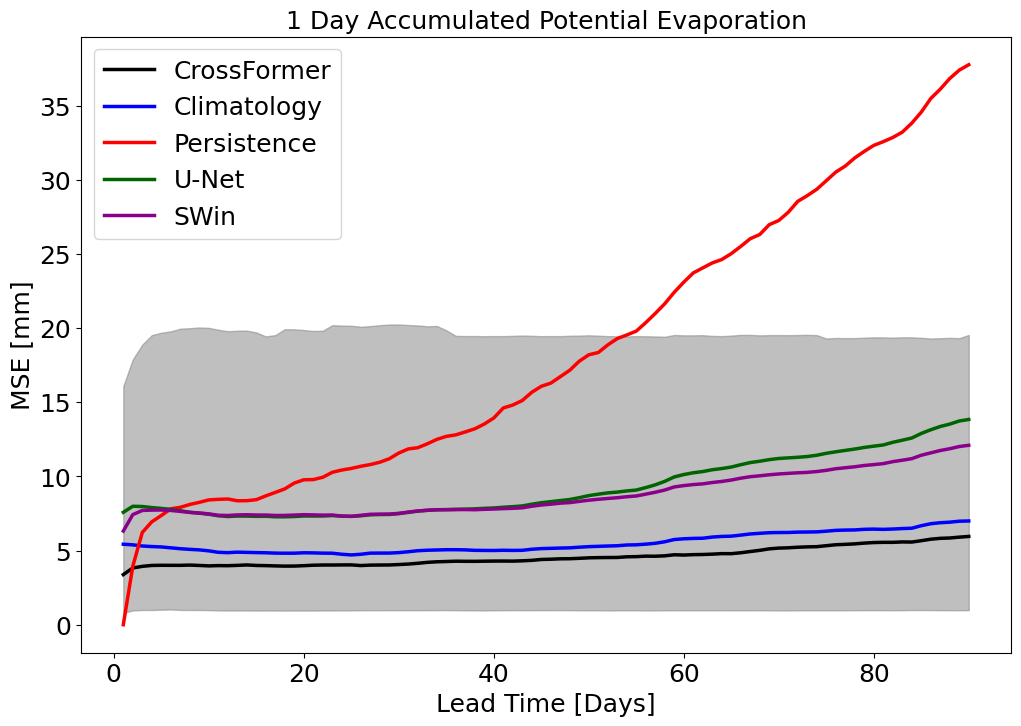 1 Day Accumulated Potential Evaporation
CrossFormer
Climatology
Persistence
U-Net
SWin
MSE [mm]
35
30
25
20
15
10
5
0
0 20 40 60 80
Lead Time [Days]